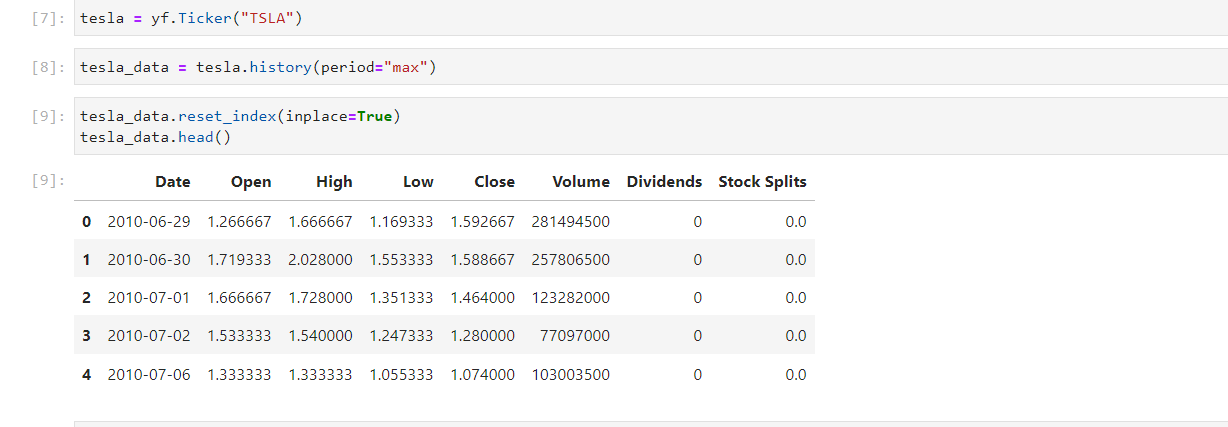 [7]: tesla = yf.Ticker("TSLA")
[8]: tesla_data = tesla.history(period="max")
[9]: tesla_data.reset_index(inplace=True)
tesla_data.head()
[9]: Date Open High Low Close Volume Dividends Stock Splits
0 2010-06-29 1.266667 1.666667 1.169333 1.592667 281494500 0 0.0
1 2010-06-30 1.719333 2.028000 1.553333 1.588667 257806500 0 0.0
2 2010-07-01 1.666667 1.728000 1.351333 1.464000 123282000 0 0.0
3 2010-07-02 1.533333 1.540000 1.247333 1.280000 77097000 0 0.0
4 2010-07-06 1.333333 1.333333 1.055333 1.074000 103003500 0 0.0